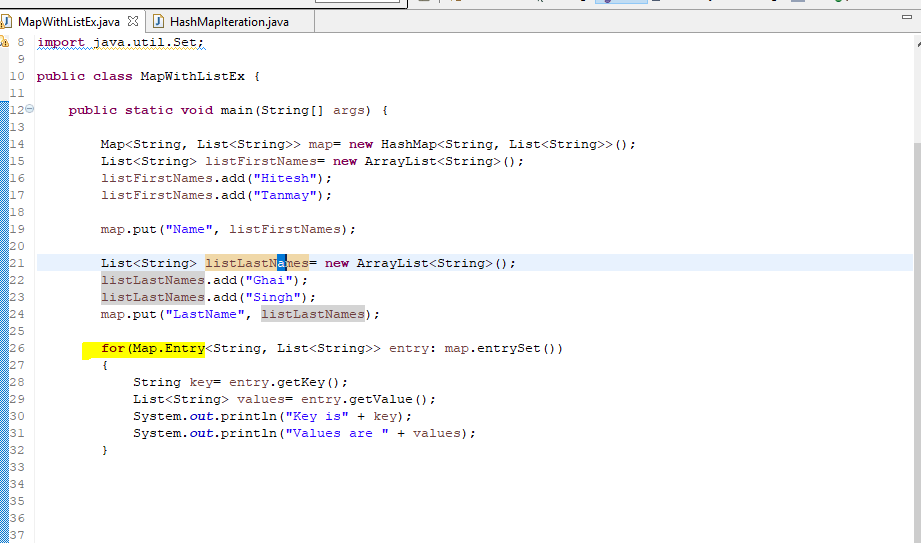 MapWithListEx.java HashMapIteration.java
8 import java.util.Set;
9
10 public class MapWithListEx {
11
12 public static void main(String[] args) {
13
14 Map<String, List<String>> map= new HashMap<String, List<String>>();
15 List<String> listFirstNames= new ArrayList<String>();
16 listFirstNames.add("Hitesh");
17 listFirstNames.add("Tanmay");
18
19 map.put("Name", listFirstNames);
20
21 List<String> listLastNames= new ArrayList<String>();
22 listLastNames.add("Ghai");
23 listLastNames.add("Singh");
24 map.put("LastName", listLastNames);
25
26 for(Map.Entry<String, List<String>> entry: map.entrySet())
27 {
28 String key= entry.getKey();
29 List<String> values= entry.getValue();
30 System.out.println("Key is" + key);
31 System.out.println("Values are " + values);
32 }
33
34
35
36
37